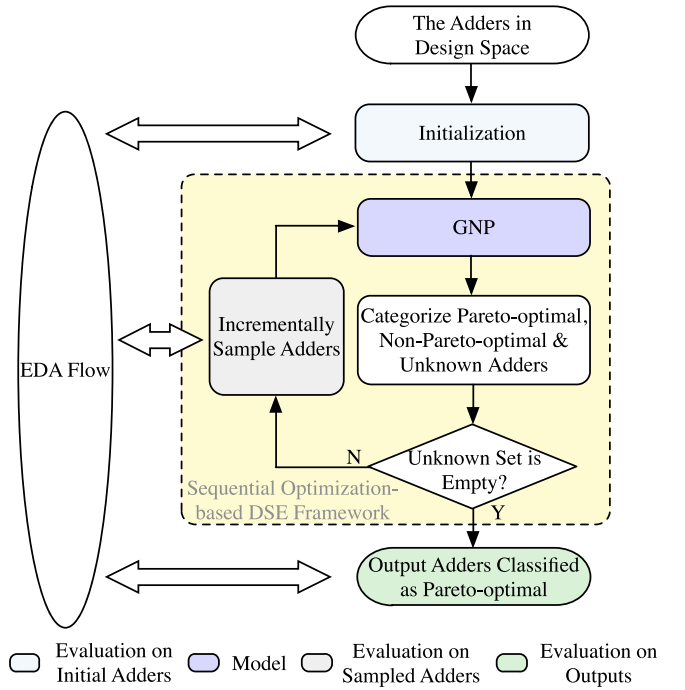 The Adders in
Design Space
Initialization
GNP
Incrementally
Sample Adders
Categorize Pareto-optimal,
Non-Pareto-optimal &
Unknown Adders
EDA Flow
N
Unknown Set is
Empty?
Sequential Optimization-
based DSE Framework
Y
Output Adders Classified
as Pareto-optimal
Evaluation on
Initial Adders
Model
Evaluation on
Sampled Adders
Evaluation on
Outputs